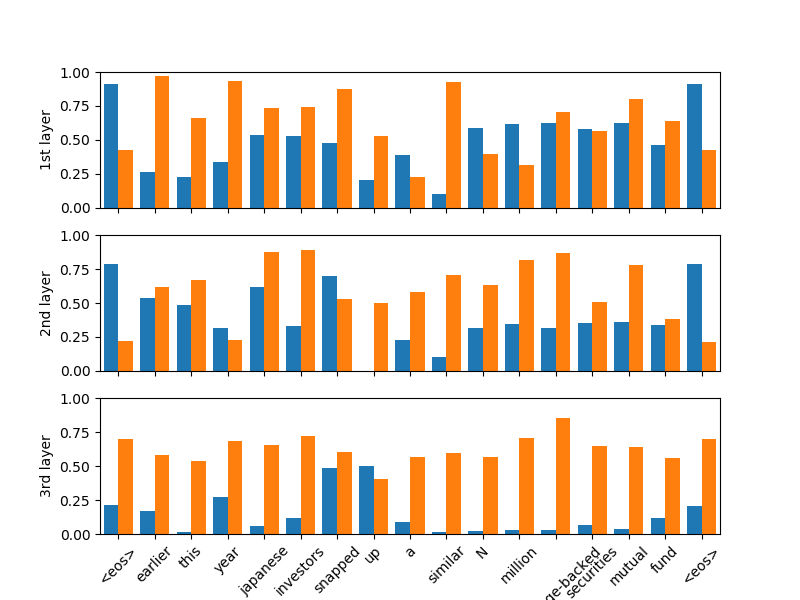 1.00
0.75
0.50
0.25
0.00
1st layer
1.00
0.75
0.50
0.25
0.00
2nd layer
1.00
0.75
0.50
0.25
0.00
3rd layer
<eos>
earlier
this
year
japanese
investors
snapped
up
a
similar
N
million
ge-backed
securities
mutual
fund
<eos>